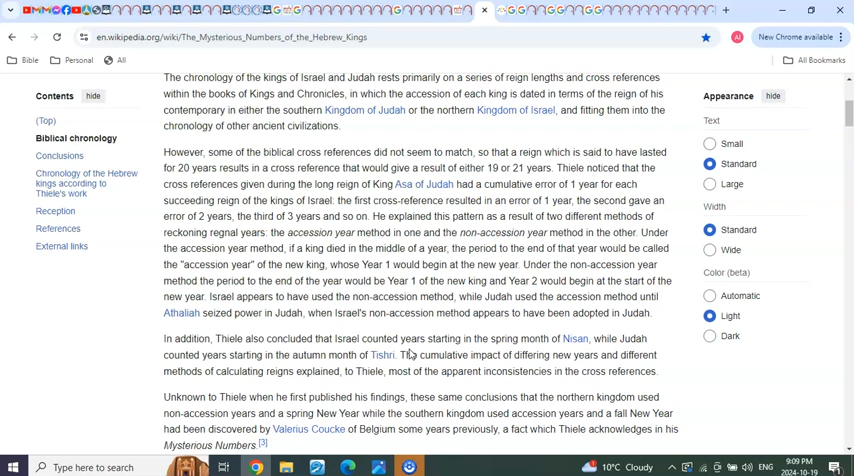 en.wikipedia.org/wiki/The_Mysterious_Numbers_of_the_Hebrew_Kings
AI
New Chrome available
Bible
Personal
All
All Bookmarks
Contents hide
(Top)
Biblical chronology
Conclusions
Chronology of the Hebrew
kings according to
Thiele's work
Reception
References
External links
The chronology of the kings of Israel and Judah rests primarily on a series of reign lengths and cross references
within the books of Kings and Chronicles, in which the accession of each king is dated in terms of the reign of his
contemporary in either the southern Kingdom of Judah or the northern Kingdom of Israel, and fitting them into the
chronology of other ancient civilizations.
However, some of the biblical cross references did not seem to match, so that a reign which is said to have lasted
for 20 years results in a cross reference that would give a result of either 19 or 21 years. Thiele noticed that the
cross references given during the long reign of King Asa of Judah had a cumulative error of 1 year for each
succeeding reign of the kings of Israel: the first cross-reference resulted in an error of 1 year, the second gave an
error of 2 years, the third of 3 years and so on. He explained this pattern as a result of two different methods of
reckoning regnal years: the accession year method in one and the non-accession year method in the other. Under
the accession year method, if a king died in the middle of a year, the period to the end of that year would be called
the "accession year" of the new king, whose Year 1 would begin at the new year. Under the non-accession year
method the period to the end of the year would be Year 1 of the new king and Year 2 would begin at the start of the
new year. Israel appears to have used the non-accession method, while Judah used the accession method until
Athaliah seized power in Judah, when Israel's non-accession method appears to have been adopted in Judah.
In addition, Thiele also concluded that Israel counted years starting in the spring month of Nisan, while Judah
counted years starting in the autumn month of Tishri. The cumulative impact of differing new years and different
methods of calculating reigns explained, to Thiele, most of the apparent inconsistencies in the cross references.
Unknown to Thiele when he first published his findings, these same conclusions that the northern kingdom used
non-accession years and a spring New Year while the southern kingdom used accession years and a fall New Year
had been discovered by Valerius Coucke of Belgium some years previously, a fact which Thiele acknowledges in his
Mysterious Numbers.[3]
Appearance hide
Text
Small
Standard
Large
Width
Standard
Wide
Color (beta)
Automatic
Light
Dark
Type here to search
10°C Cloudy
ENG
9:09 PM
2024-10-19